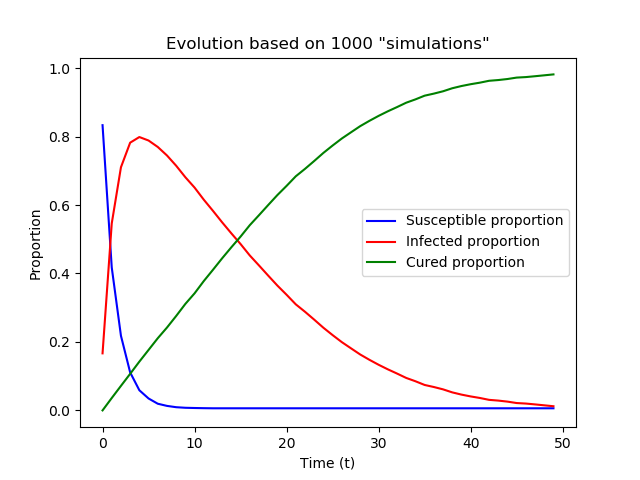 Evolution based on 1000 "simulations"
Proportion
1.0
0.8
0.6
0.4
0.2
0.0
Susceptible proportion
Infected proportion
Cured proportion
0 10 20 30 40 50
Time (t)